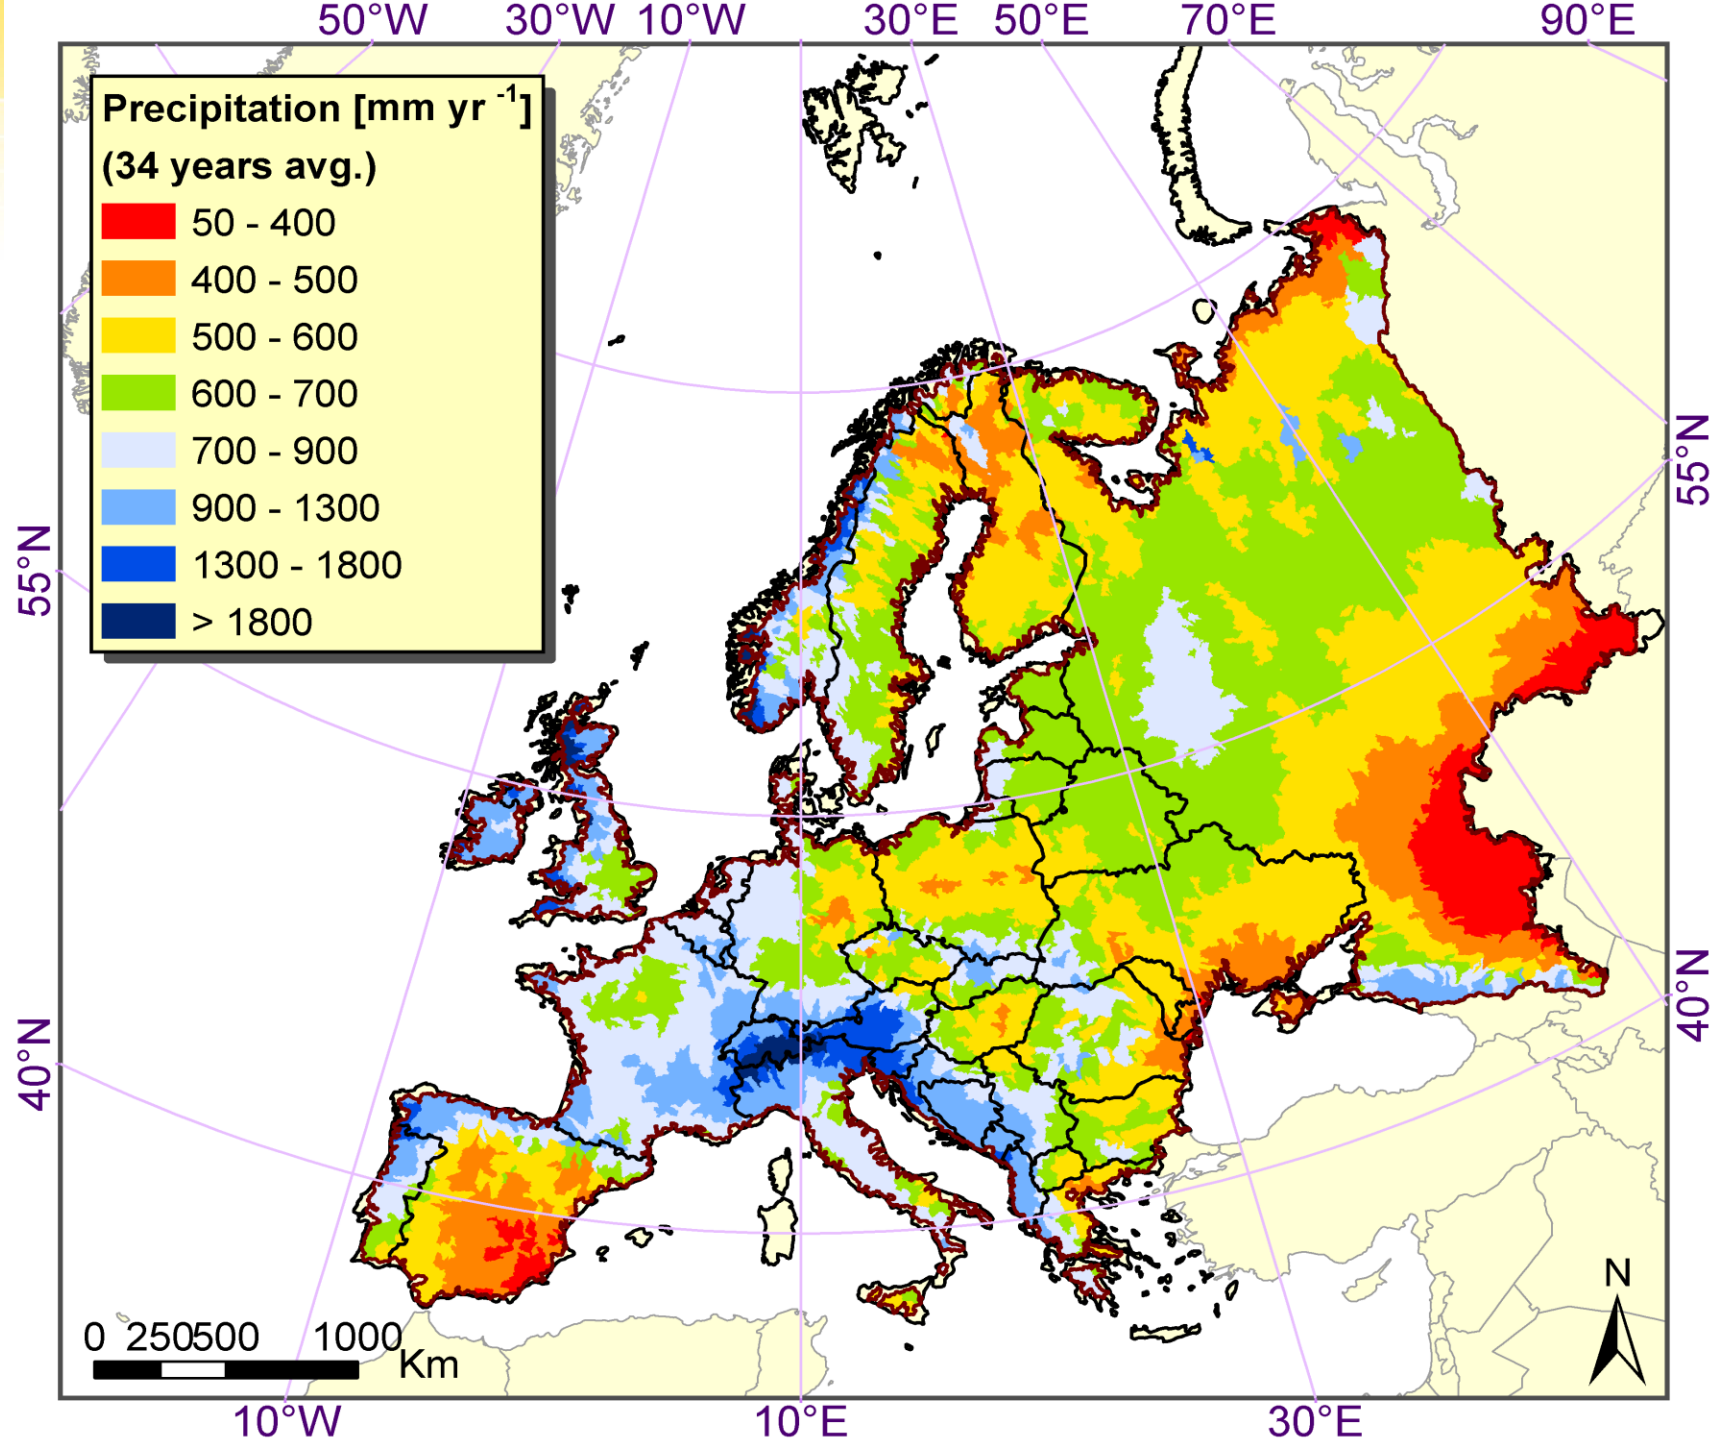 50°W 30°W 10°W 30°E 50°E 70°E 90°E
Precipitation [mm yr -1]
(34 years avg.)
50 - 400
400 - 500
500 - 600
600 - 700
700 - 900
900 - 1300
1300 - 1800
> 1800
55°N
55°N
40°N
40°N
N
0 250 500 1000
Km
10°W 10°E 30°E